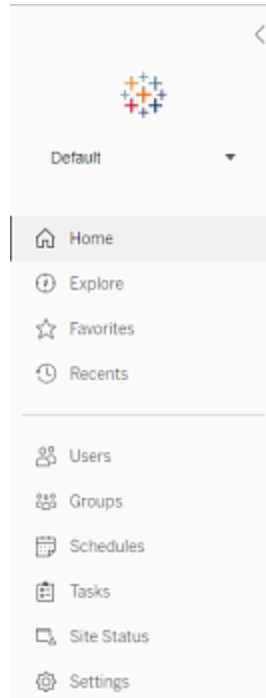 Default
Home
Explore
Favorites
Recents
Users
Groups
Schedules
Tasks
Site Status
Settings